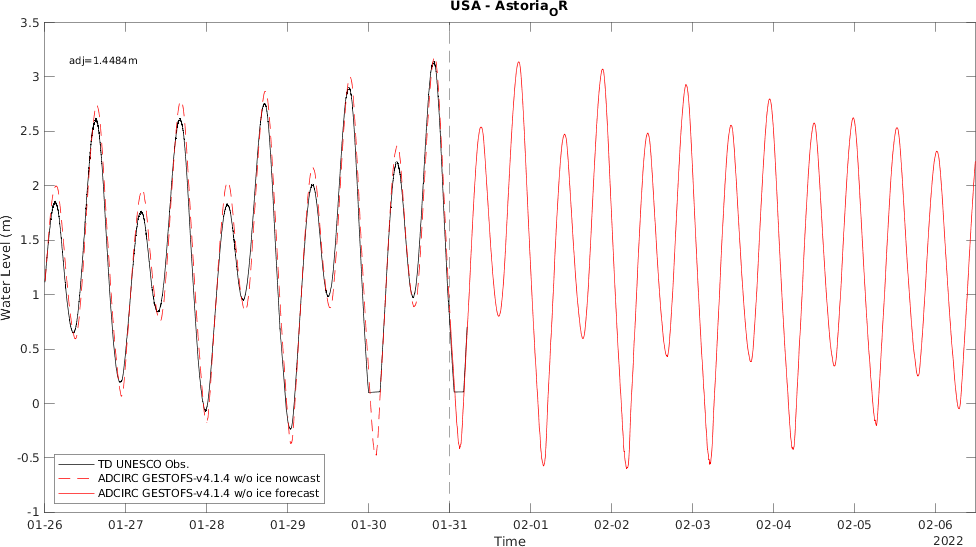 USA - Astoria_OR
adj=1.4484m
3.5
3
2.5
2
1.5
1
0.5
0
-0.5
-1
Water Level (m)
TD UNESCO Obs.
ADCIRC GESTOFS-v4.1.4 w/o ice nowcast
ADCIRC GESTOFS-v4.1.4 w/o ice forecast
01-26 01-27 01-28 01-29 01-30 01-31 02-01 02-02 02-03 02-04 02-05 02-06
Time
2022